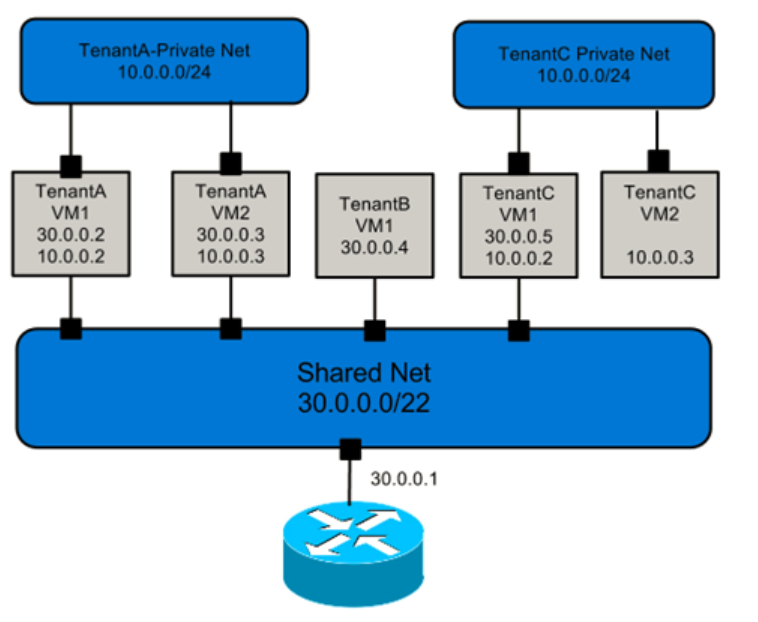 TenantA-Private Net
10.0.0.0/24
TenantC Private Net
10.0.0.0/24
TenantA
VM1
30.0.0.2
10.0.0.2
TenantA
VM2
30.0.0.3
10.0.0.3
TenantB
VM1
30.0.0.4
TenantC
VM1
30.0.0.5
10.0.0.2
TenantC
VM2
10.0.0.3
Shared Net
30.0.0.0/22
30.0.0.1